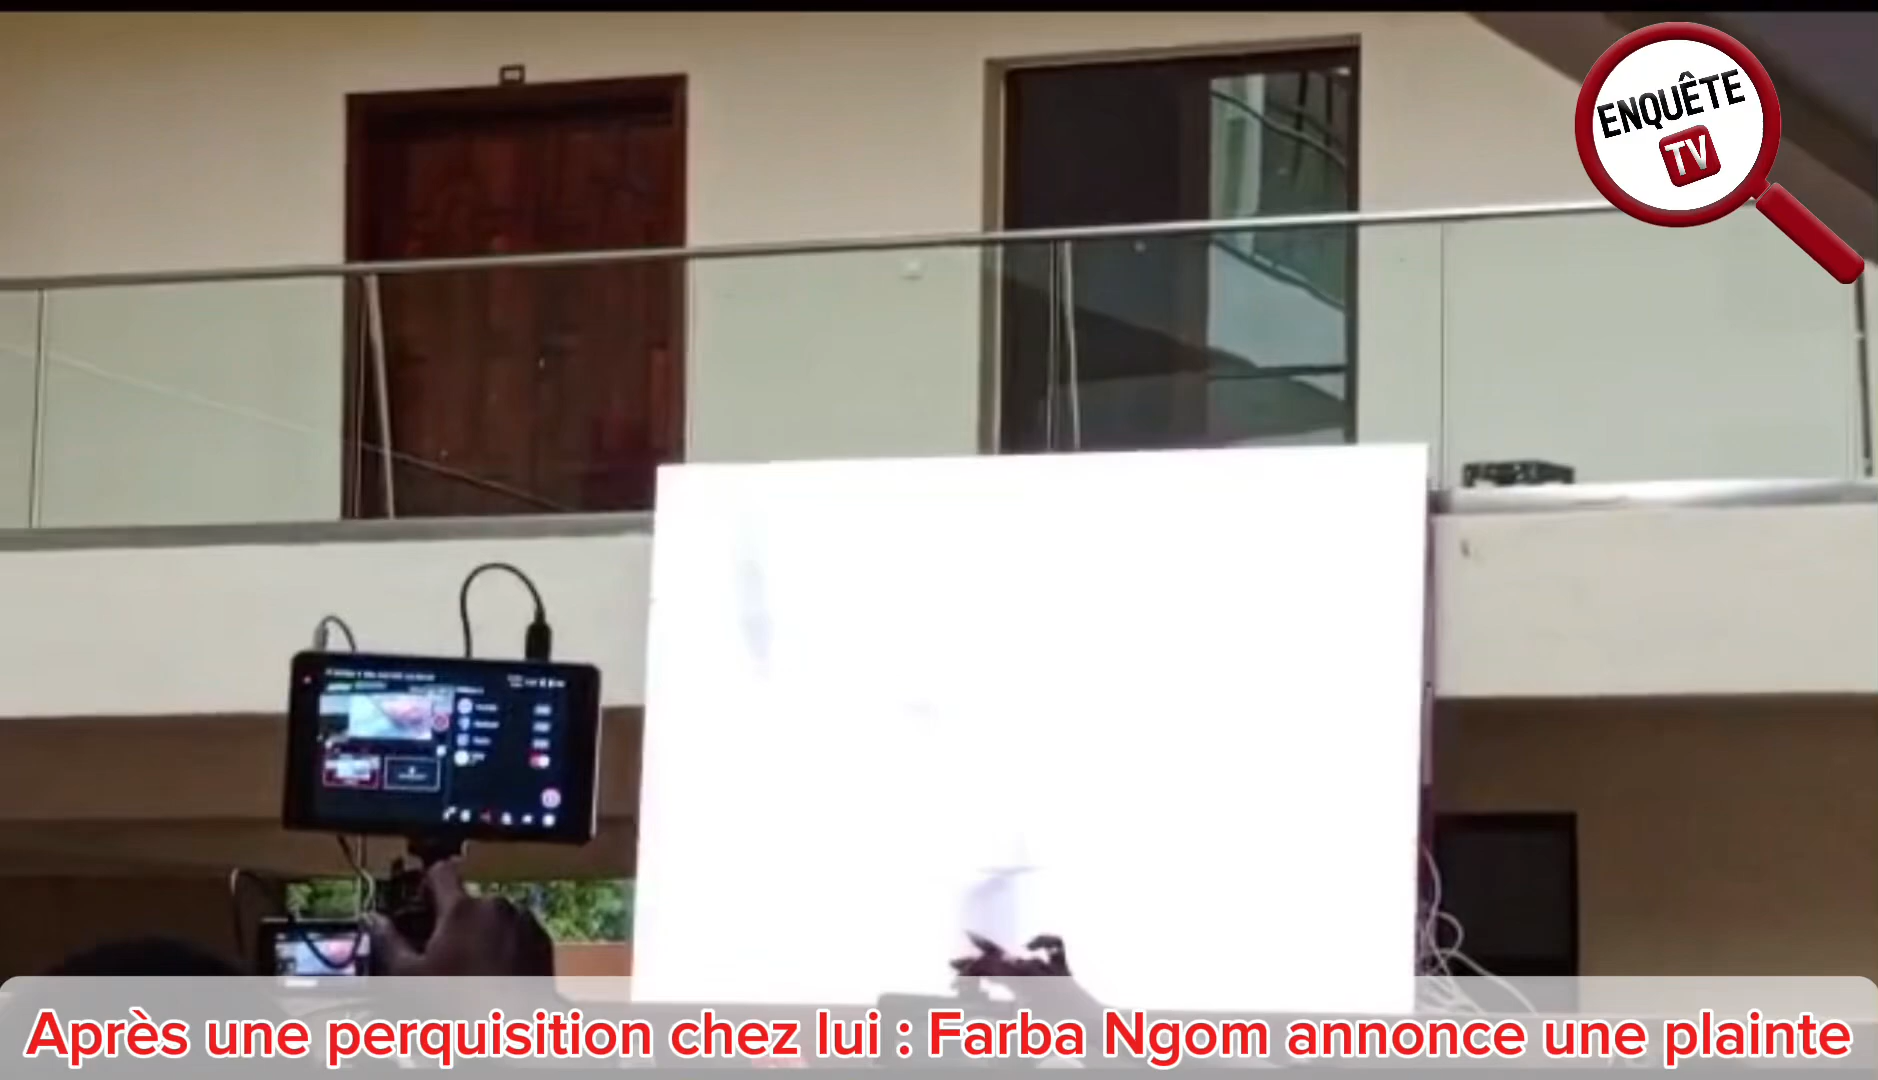 ENQUÊTE
TV
Après une perquisition chez lui : Farba Ngom annonce une plainte